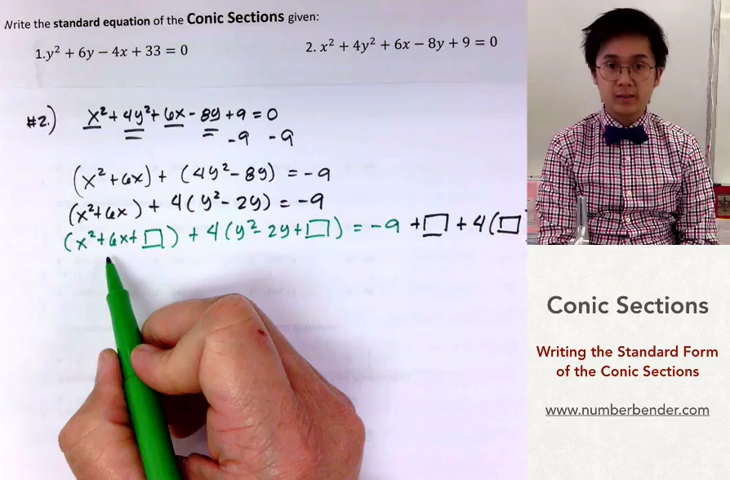 Write the standard equation of the Conic Sections given:
1.y² + 6y − 4x + 33 = 0
2. x² + 4y² + 6x − 8y + 9 = 0
#2.) x² + 4y² + 6x - 8y + 9 = 0
-9 -9
(x² + 6x) + (4y² - 8y) = -9
(x² + 6x) + 4(y² - 2y) = -9
(x² + 6x + □) + 4(y² - 2y + □) = -9 + □ + 4(□
Conic Sections
Writing the Standard Form
of the Conic Sections
www.numberbender.com